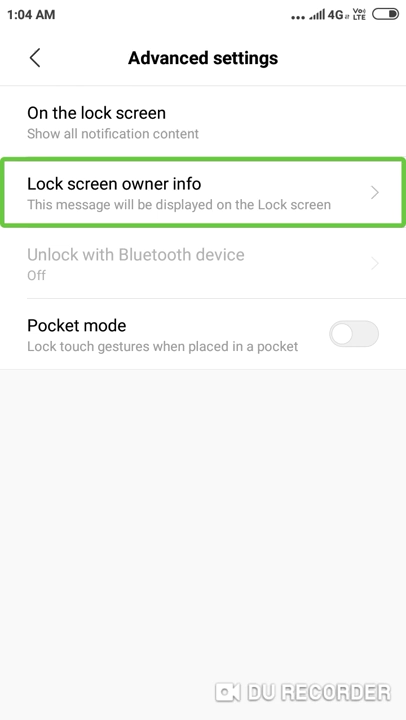 1:04 AM
4G
Vo
LTE
Advanced settings
On the lock screen
Show all notification content
Lock screen owner info
This message will be displayed on the Lock screen
Unlock with Bluetooth device
Off
Pocket mode
Lock touch gestures when placed in a pocket
DU RECORDER